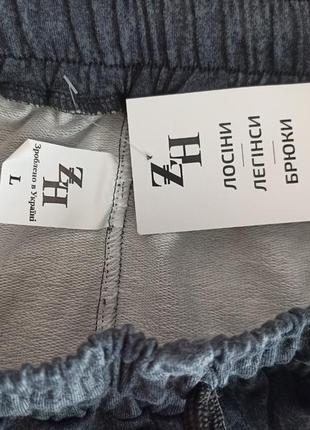 ZH
Зроблено в Україні
L
ZH
ЛОСІНИ
ЛЕГІНСИ
БРЮКИ